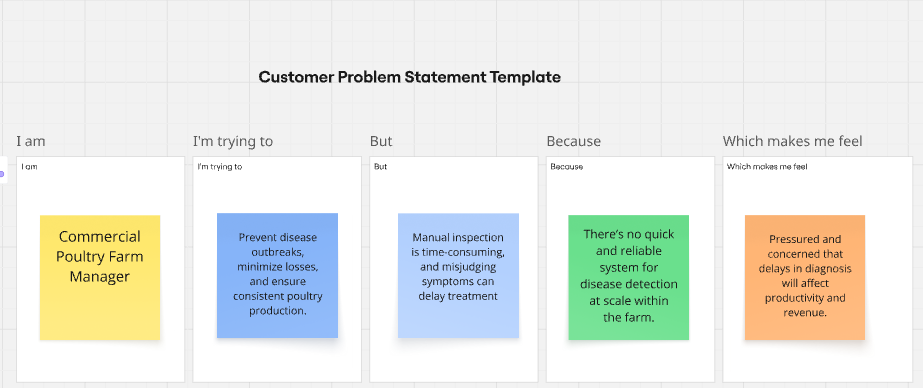 Customer Problem Statement Template
I am
I'm trying to
But
Because
Which makes me feel
I am
I'm trying to
But
Because
Which makes me feel
Commercial
Poultry Farm
Manager
Prevent disease
outbreaks,
minimize losses,
and ensure
consistent poultry
production.
Manual inspection
is time-consuming,
and misjudging
symptoms can
delay treatment
There's no quick
and reliable
system for
disease detection
at scale within
the farm.
Pressured and
concerned that
delays in diagnosis
will affect
productivity and
revenue.